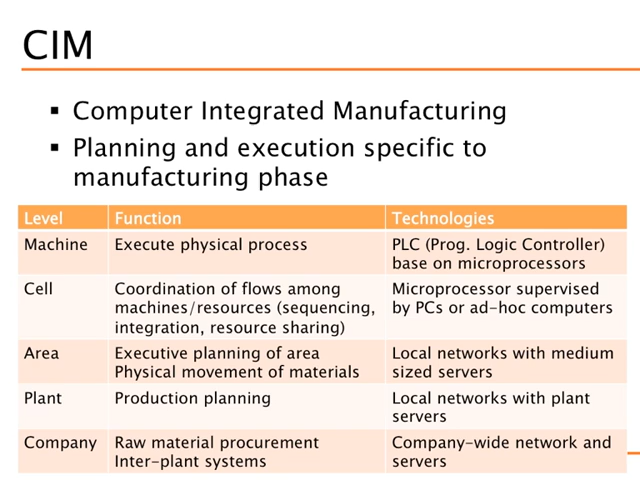 CIM
▪ Computer Integrated Manufacturing
▪ Planning and execution specific to
manufacturing phase
Level Function Technologies
Machine Execute physical process PLC (Prog. Logic Controller)
base on microprocessors
Cell Coordination of flows among Microprocessor supervised
machines/resources (sequencing, by PCs or ad-hoc computers
integration, resource sharing)
Area Executive planning of area Local networks with medium
Physical movement of materials sized servers
Plant Production planning Local networks with plant
servers
Company Raw material procurement Company-wide network and
Inter-plant systems servers